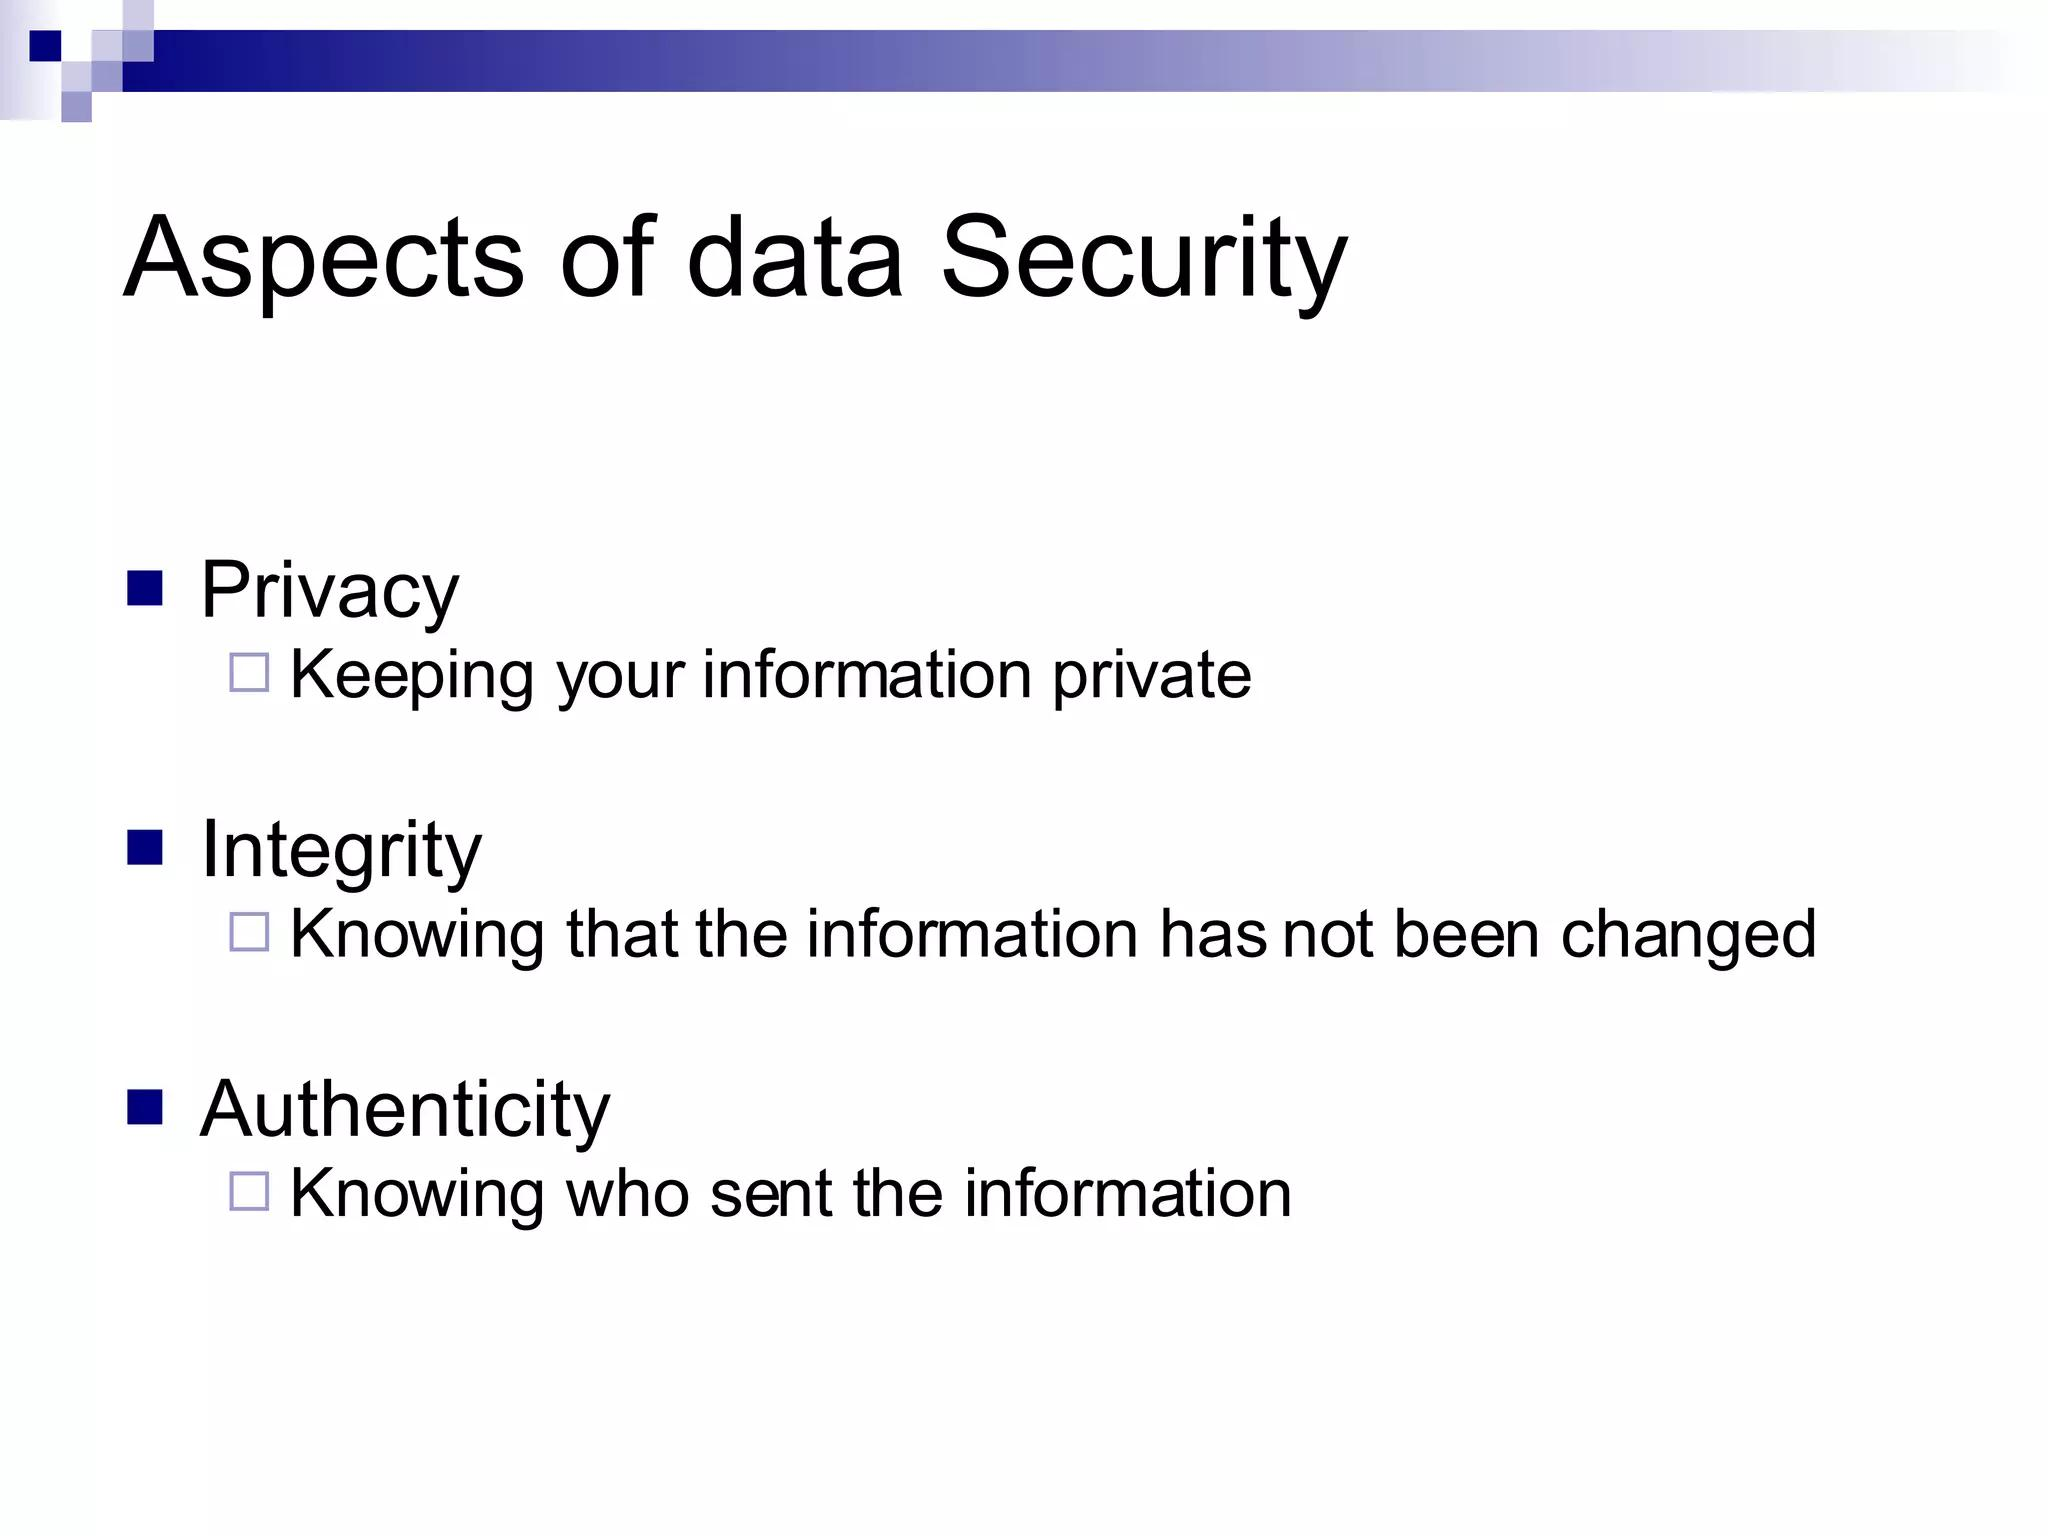 Aspects of data Security
Privacy
Keeping your information private
Integrity
Knowing that the information has not been changed
Authenticity
Knowing who sent the information